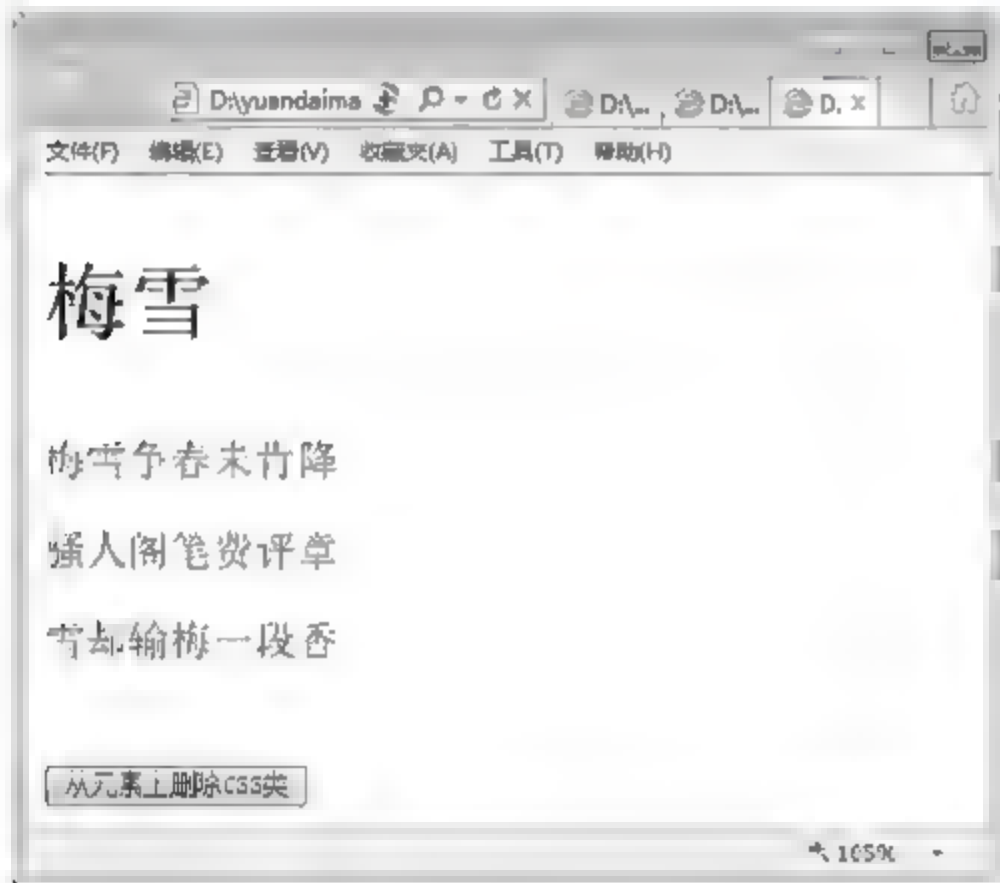 D:\yuandaima D:\... D:\... D. ×
文件(F) 编辑(E) 查看(V) 收藏夹(A) 工具(T) 帮助(H)
梅雪
梅雪争春未肯降
骚人阁笔费评章
雪却输梅一段香
从元素上删除CSS类
105%